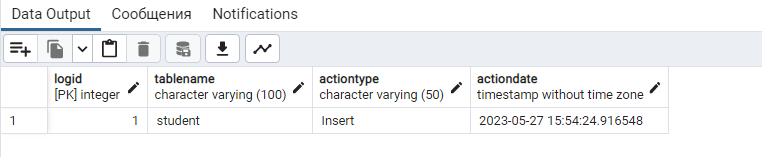 Data Output Сообщения Notifications
logid tablename actiontype actiondate
[PK] integer character varying (100) character varying (50) timestamp without time zone
1 1 student Insert 2023-05-27 15:54:24.916548